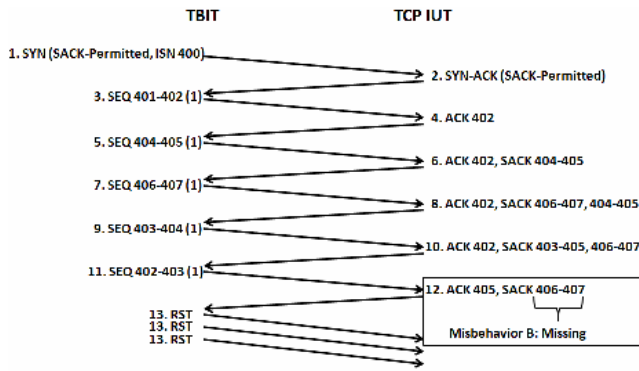 TBIT
TCP IUT
1. SYN (SACK-Permitted, ISN 400)
2. SYN-ACK (SACK-Permitted)
3. SEQ 401-402 (1)
4. ACK 402
5. SEQ 404-405 (1)
6. ACK 402, SACK 404-405
7. SEQ 406-407 (1)
8. ACK 402, SACK 406-407, 404-405
9. SEQ 403-404 (1)
10. ACK 402, SACK 403-405, 406-407
11. SEQ 402-403 (1)
12. ACK 405, SACK 406-407
13. RST
13. RST
13. RST
Misbehavior B: Missing